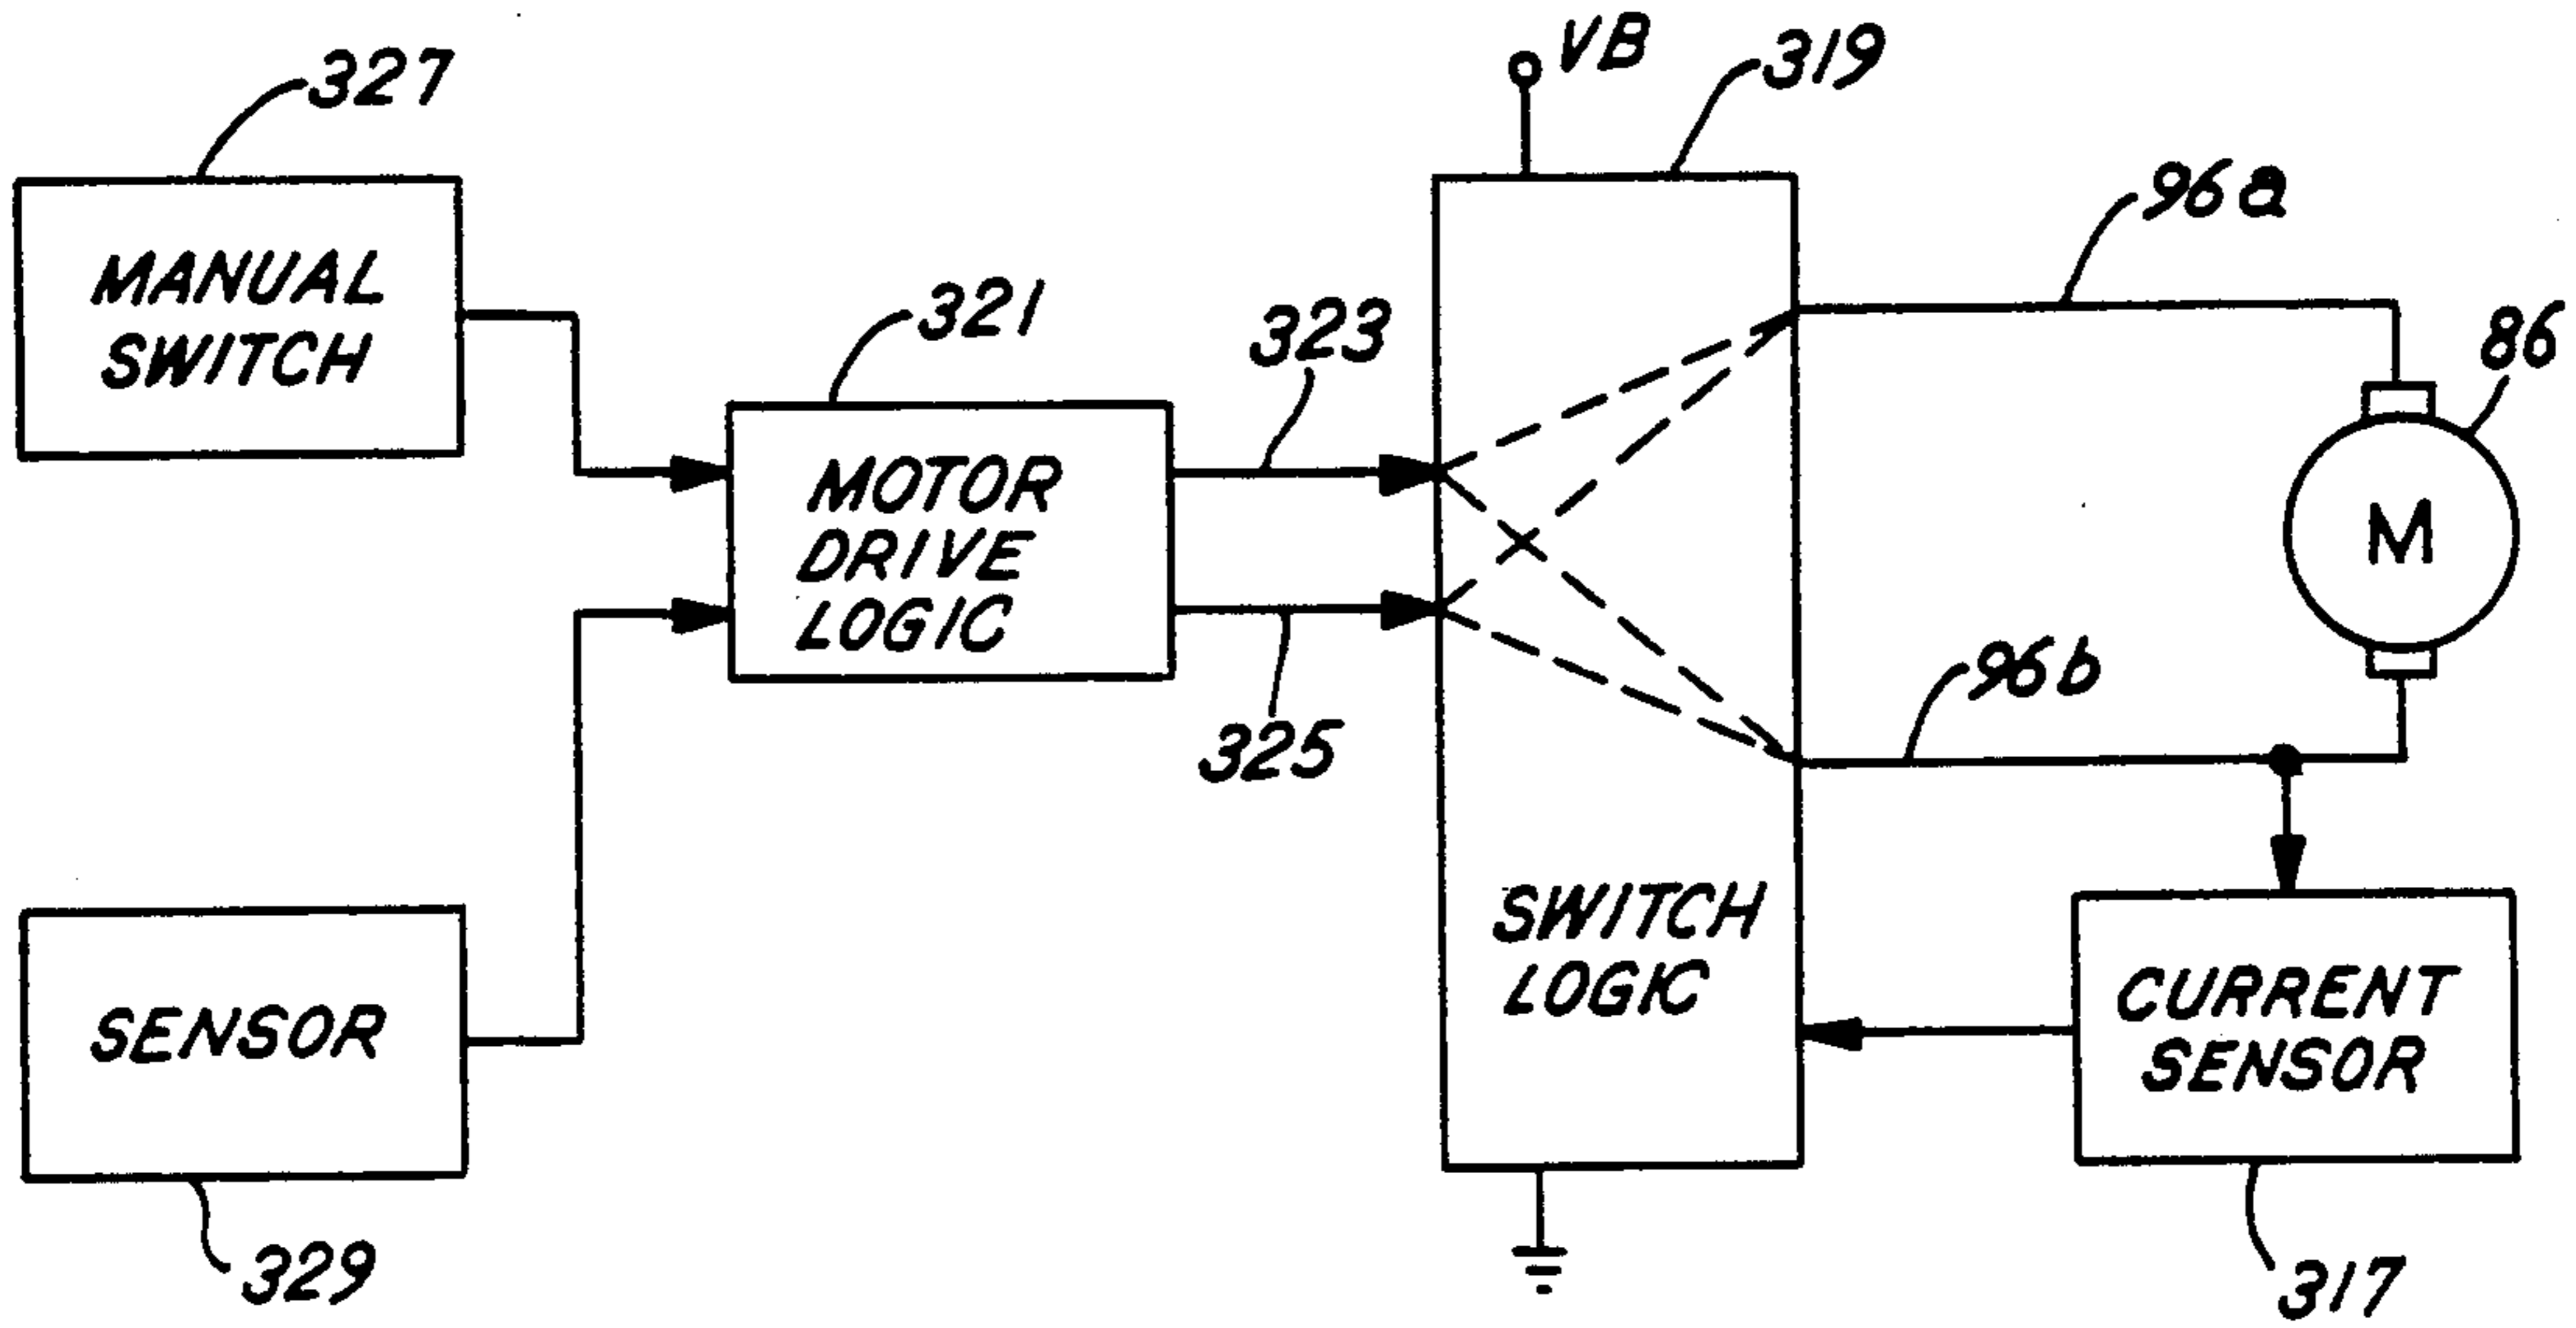 327
MANUAL
SWITCH
321
MOTOR
DRIVE
LOGIC
323
325
VB
319
SWITCH
LOGIC
96a
86
M
96b
CURRENT
SENSOR
317
SENSOR
329